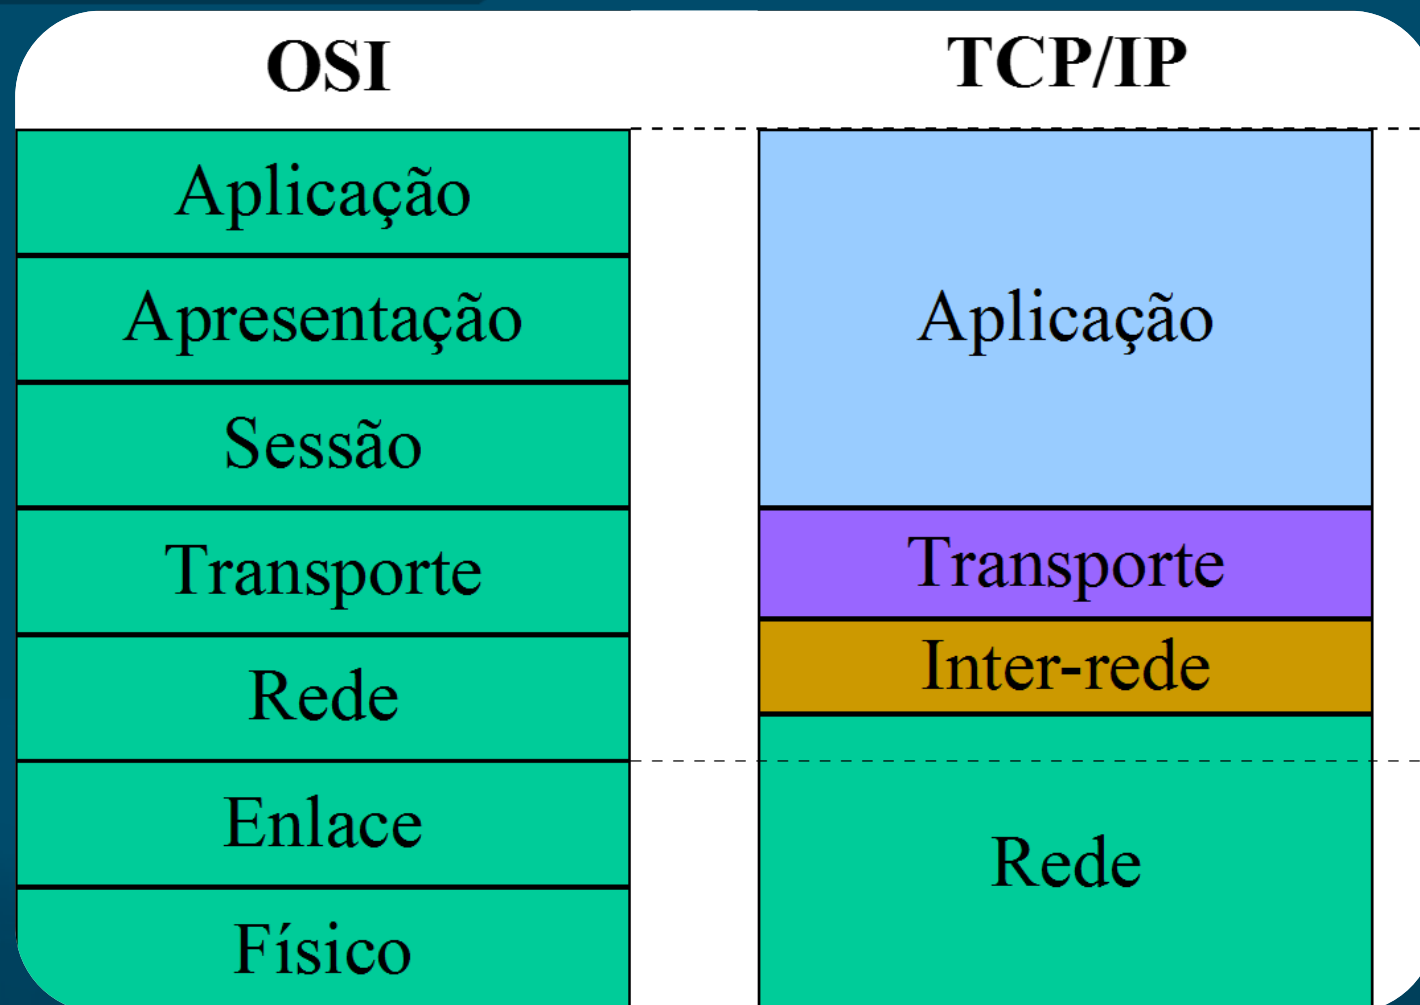 OSI
TCP/IP
Aplicação
Apresentação
Sessão
Transporte
Rede
Enlace
Físico
Aplicação
Transporte
Inter-rede
Rede